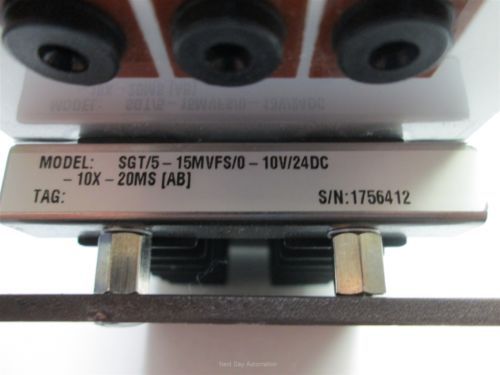 MODEL: SGT/5-15MVFS/0-10V/24DC
-10X-20MS [AB]
TAG: S/N:1756412
Next Day Automation